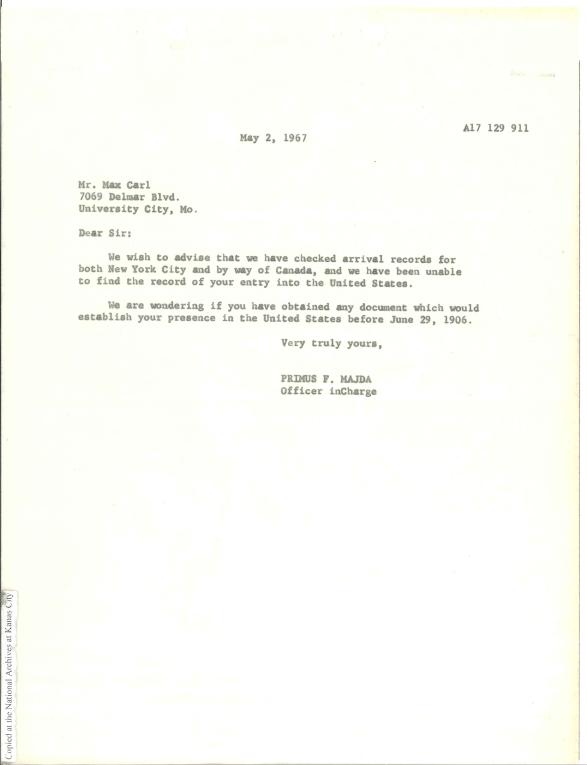 A17 129 911
May 2, 1967
Mr. Max Carl
7069 Delmar Blvd.
University City, Mo.
Dear Sir:
We wish to advise that we have checked arrival records for
both New York City and by way of Canada, and we have been unable
to find the record of your entry into the United States.
We are wondering if you have obtained any document which would
establish your presence in the United States before June 29, 1906.
Very truly yours,
PRIMUS F. MAJDA
Officer inCharge
Copied at the National Archives at Kanas City